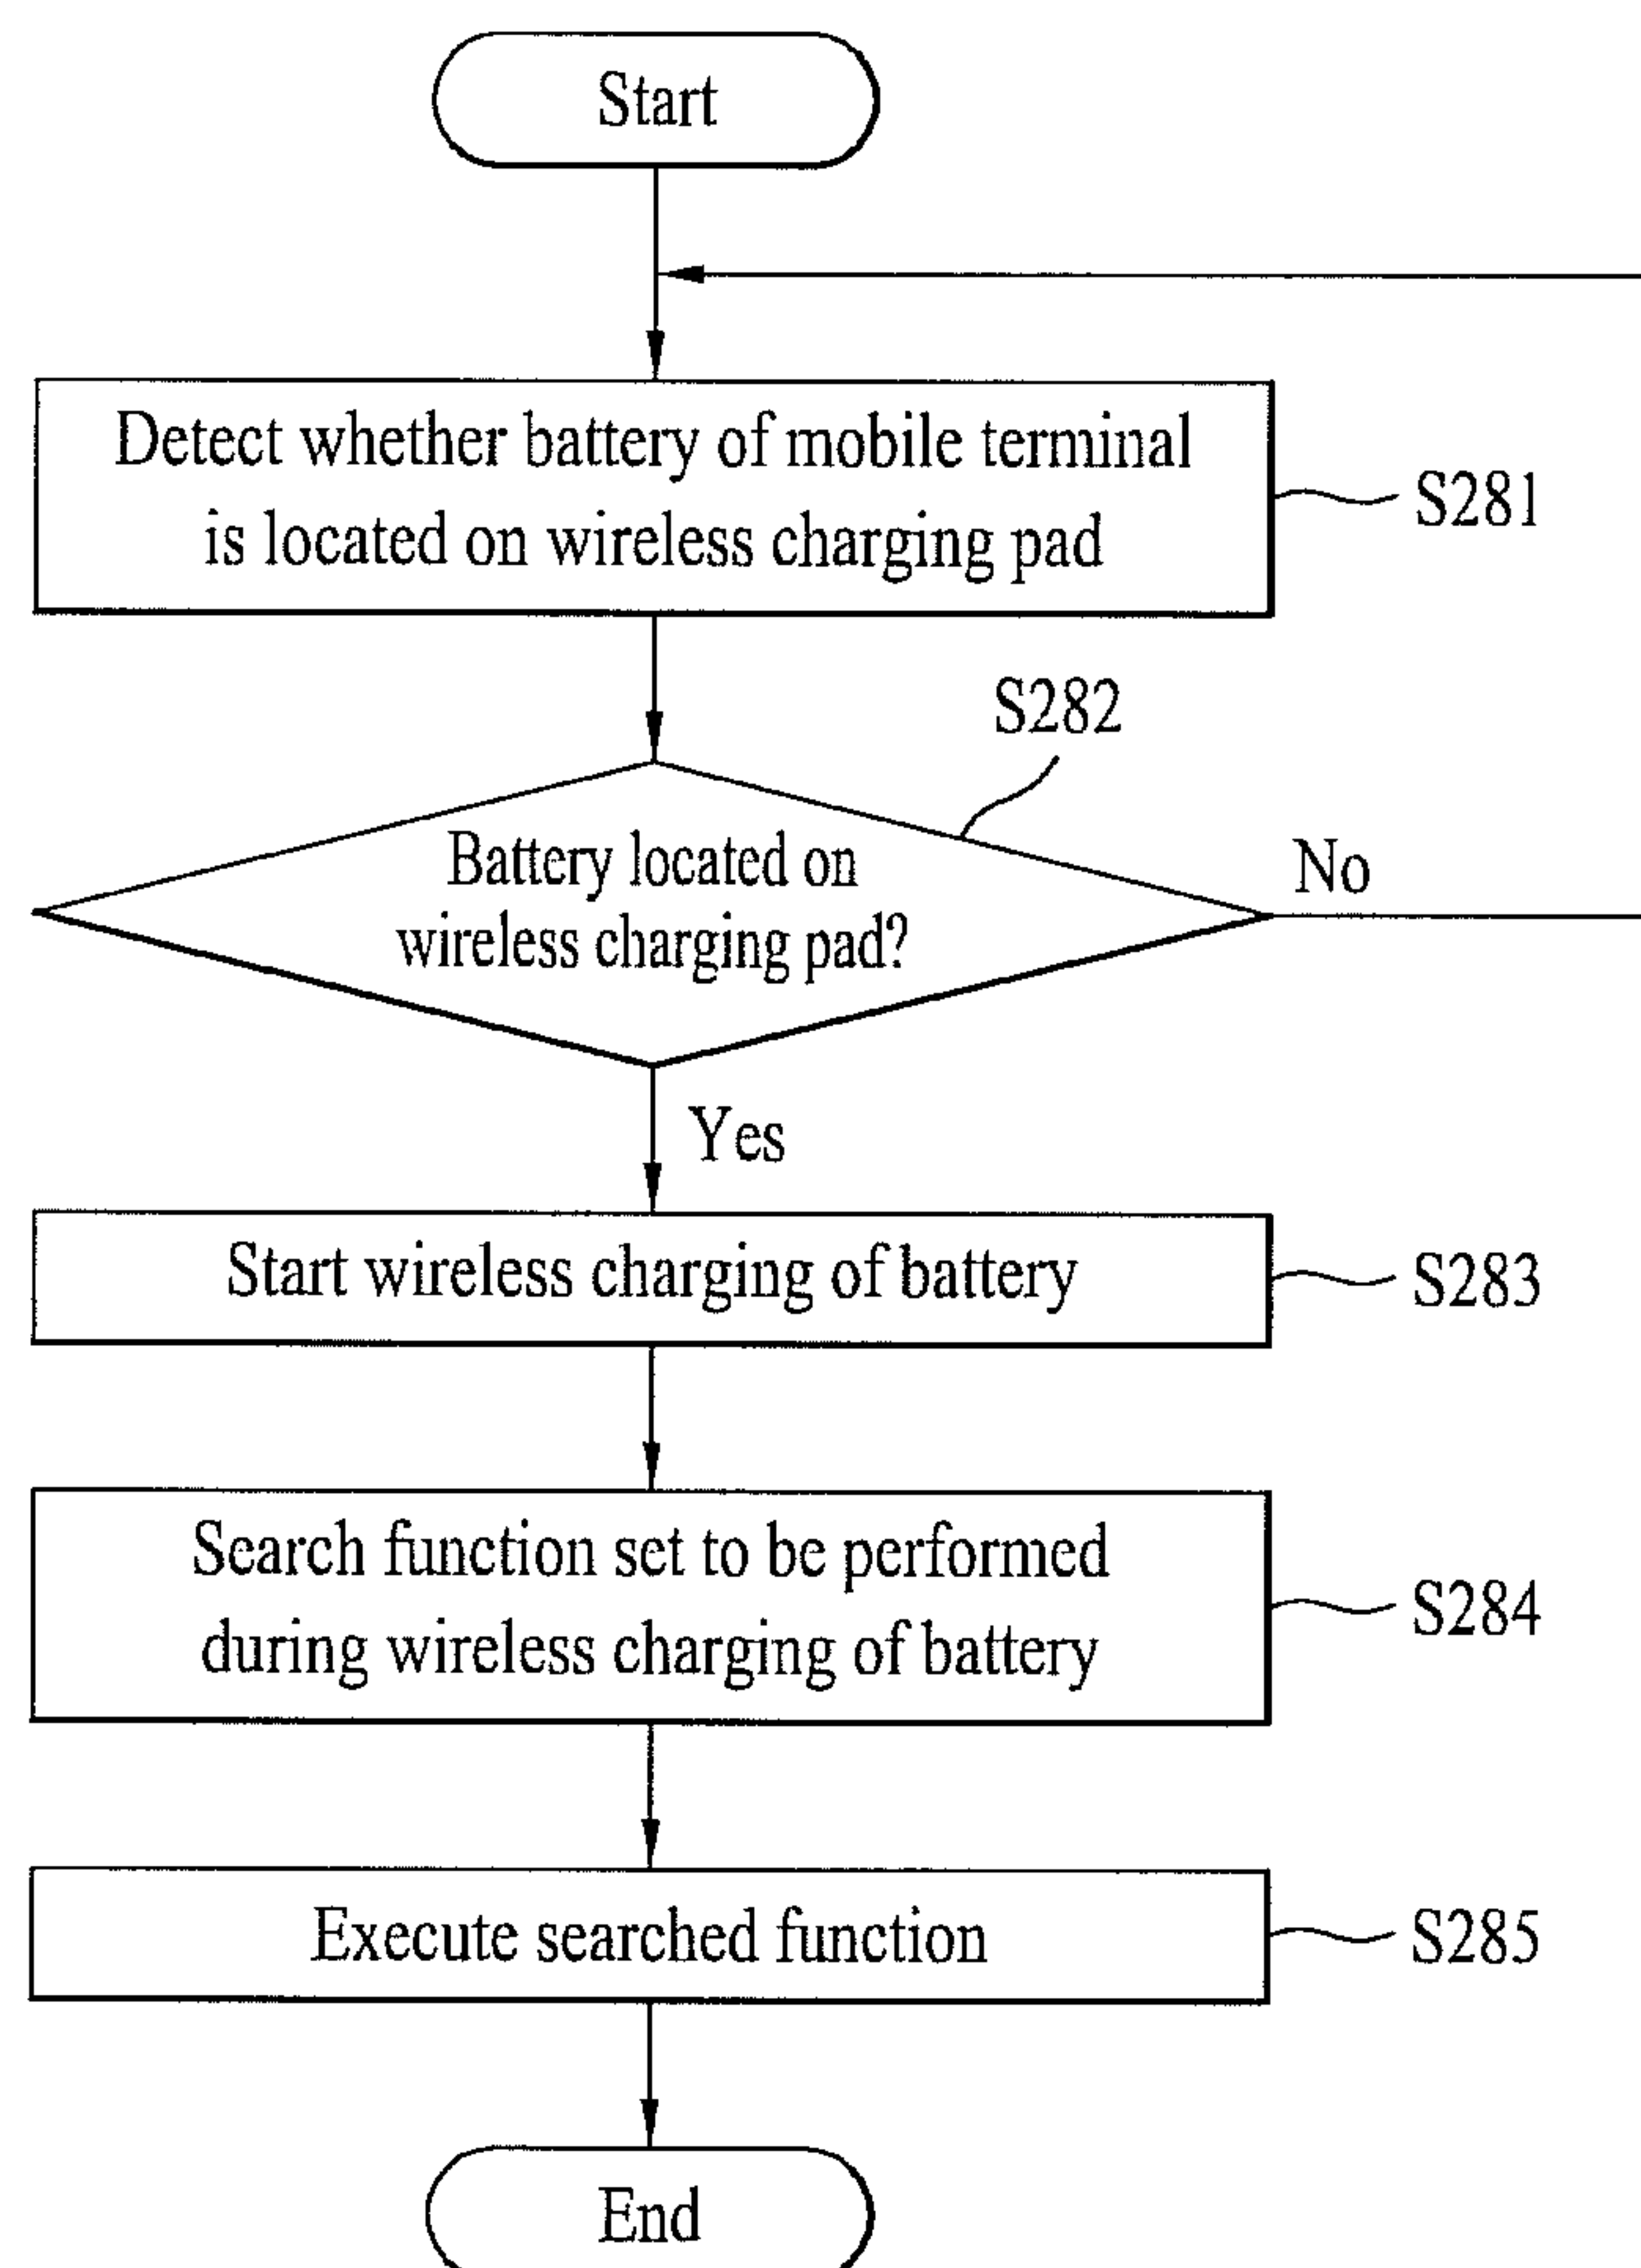 Start
Detect whether battery of mobile terminal
is located on wireless charging pad
S281
S282
Battery located on
wireless charging pad?
No
Yes
Start wireless charging of battery
S283
Search function set to be performed
during wireless charging of battery
S284
Execute searched function
S285
End